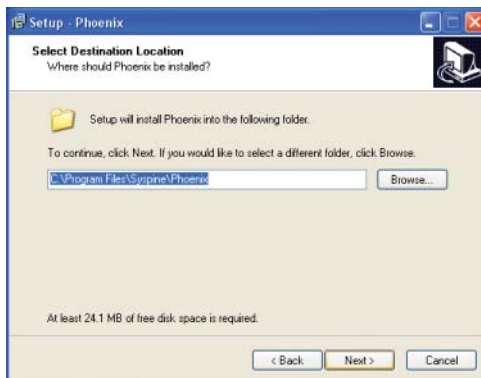 Setup - Phoenix
Select Destination Location
Where should Phoenix be installed?
Setup will install Phoenix into the following folder.
To continue, click Next. If you would like to select a different folder, click Browse.
C:\Program Files\Syspine\Phoenix
Browse...
At least 24.1 MB of free disk space is required.
< Back
Next >
Cancel